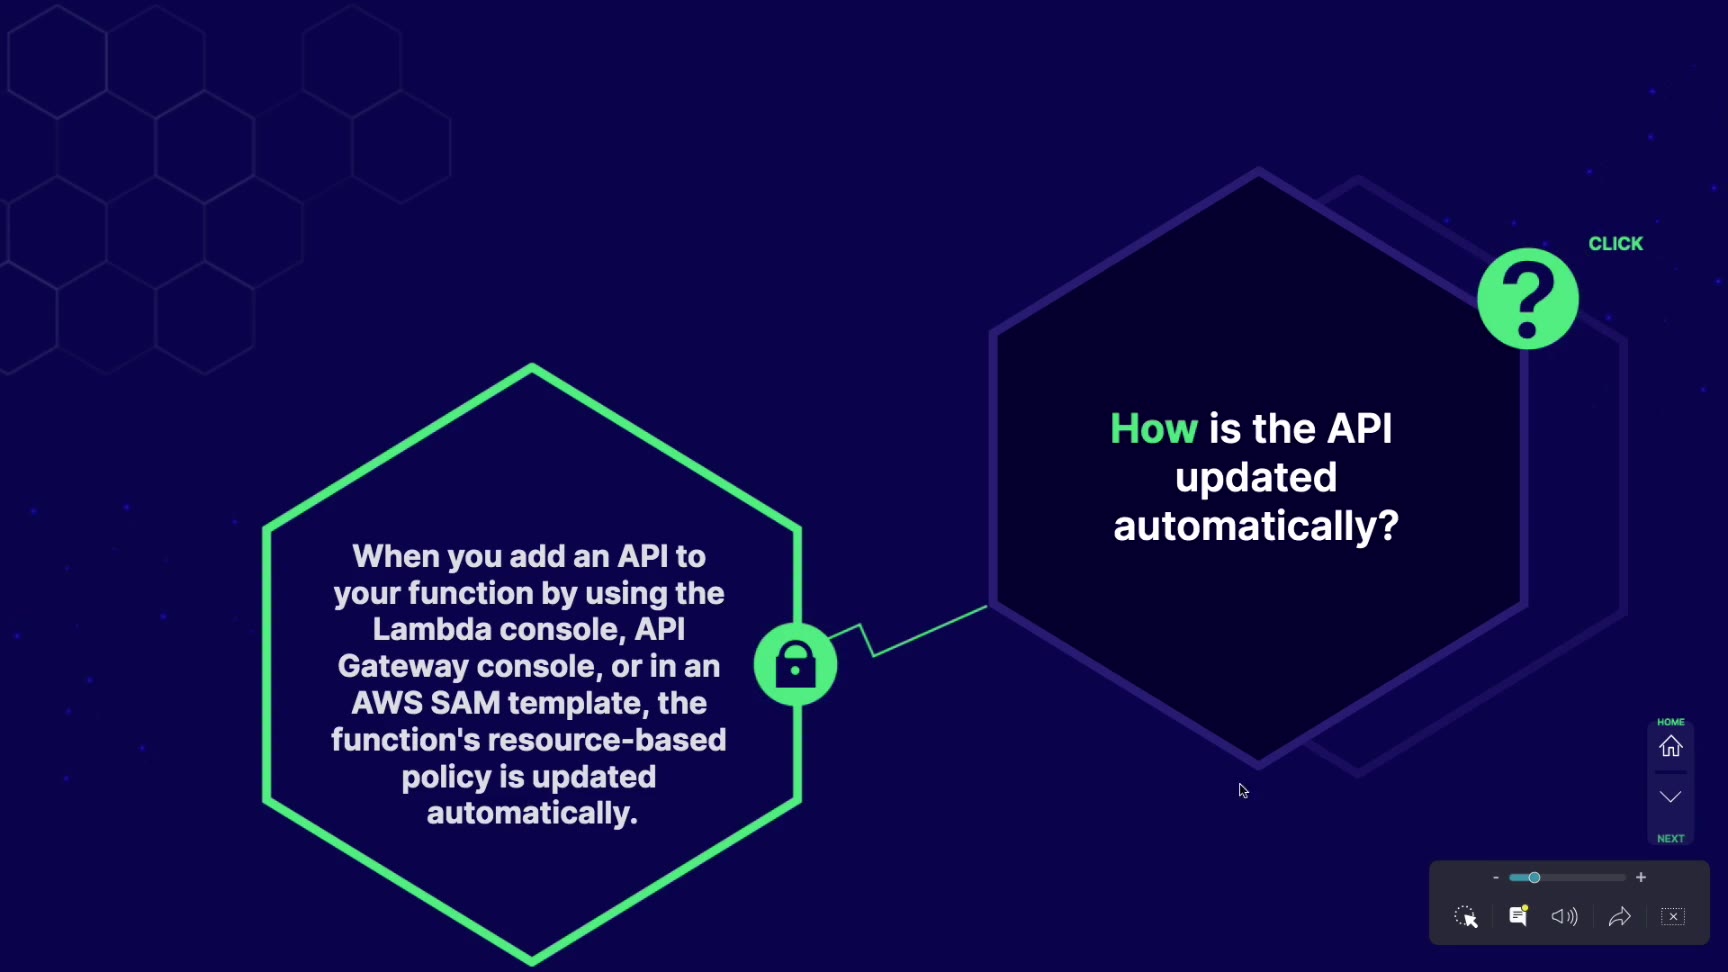 CLICK
How is the API
updated
automatically?
When you add an API to
your function by using the
Lambda console, API
Gateway console, or in an
AWS SAM template, the
function's resource-based
policy is updated
automatically.
HOME
NEXT